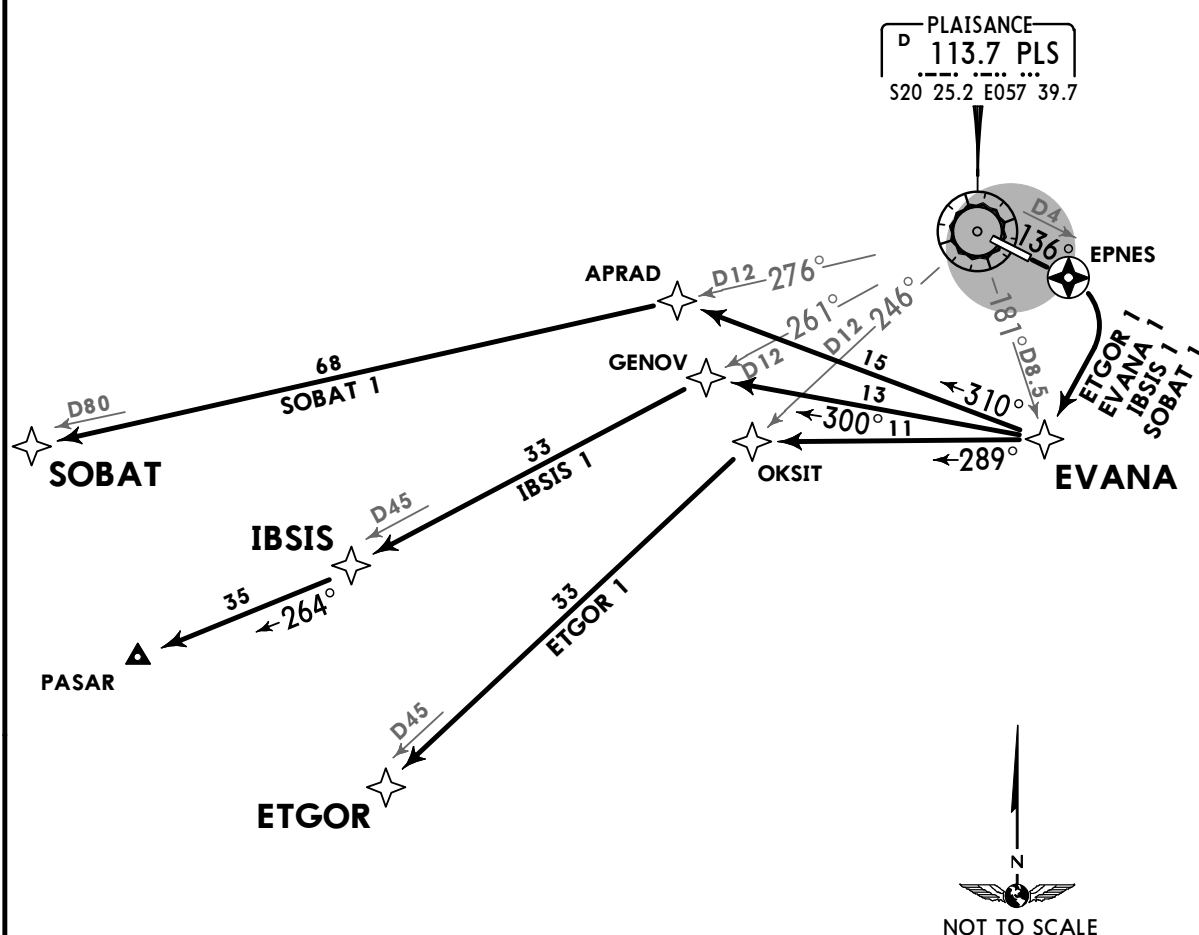 PLAISANCE
D 113.7 PLS
S20 25.2 E057 39.7
D4
136°
EPNES
APRAD
D12 276°
181°
D8.5
ETGOR 1
EVANA 1
IBSIS 1
SOBAT 1
D12 261°
D12 246°
GENOV
15
310°
13
300°
11
289°
OKSIT
EVANA
68
SOBAT 1
D80
SOBAT
33
IBSIS 1
D45
IBSIS
35
264°
PASAR
33
ETGOR 1
D45
ETGOR
N
NOT TO SCALE